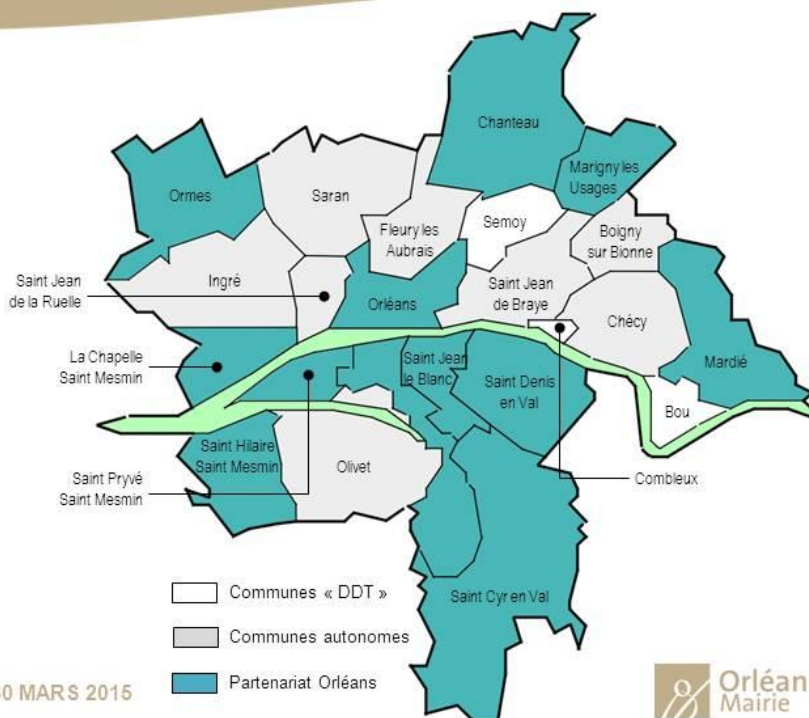 Chanteau
Marigny les
Usages
Ormes
Saran
Semoy
Fleury les
Aubrais
Boigny
sur Bionne
Saint Jean
de la Ruelle
Ingré
Orléans
Saint Jean
de Braye
Chécy
La Chapelle
Saint Mesmin
Saint Jean
le Blanc
Saint Denis
en Val
Mardié
Bou
Saint Hilaire
Saint Mesmin
Olivet
Saint Pryvé
Saint Mesmin
Combleux
Saint Cyr en Val
Communes « DDT »
Communes autonomes
Partenariat Orléans
0 MARS 2015
Orléan
Mairie